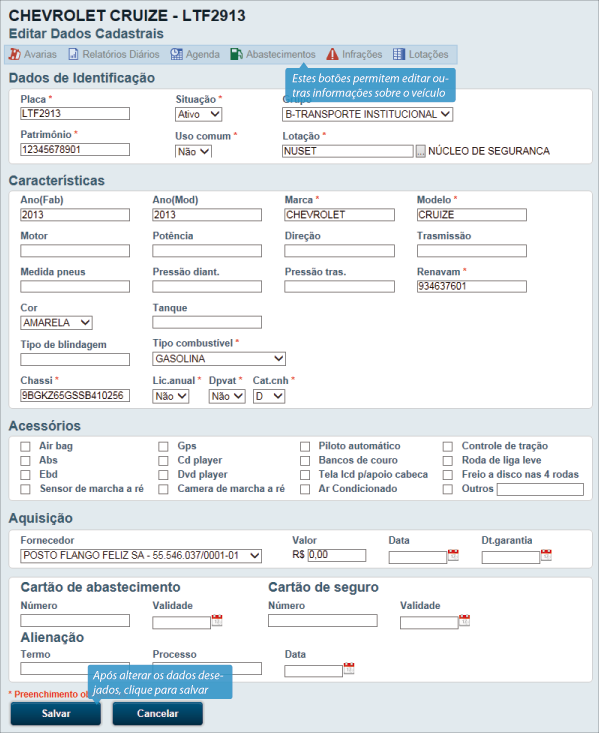 CHEVROLET CRUIZE - LTF2913
Editar Dados Cadastrais
Avarias Relatórios Diários Agenda Abastecimentos Infrações Lotações
Estes botões permitem editar ou-
tras informações sobre o veículo
Dados de Identificação
Placa * Situação * Grupo
LTF2913 Ativo B-TRANSPORTE INSTITUCIONAL
Patrimônio * Uso comum * Lotação *
12345678901 Não NUSET ... NÚCLEO DE SEGURANCA
Características
Ano(Fab) Ano(Mod) Marca * Modelo *
2013 2013 CHEVROLET CRUIZE
Motor Potência Direção Trasmissão
Medida pneus Pressão diant. Pressão tras. Renavam *
934637601
Cor Tanque
AMARELA
Tipo de blindagem Tipo combustível *
GASOLINA
Chassi * Lic.anual * Dpvat * Cat.cnh *
9BGKZ65GSSB410256 Não Não D
Acessórios
Air bag Gps Piloto automático Controle de tração
Abs Cd player Bancos de couro Roda de liga leve
Ebd Dvd player Tela lcd p/apoio cabeca Freio a disco nas 4 rodas
Sensor de marcha a ré Camera de marcha a ré Ar Condicionado Outros
Aquisição
Fornecedor Valor Data Dt.garantia
POSTO FLANGO FELIZ SA - 55.546.037/0001-01 R$ 0,00
Cartão de abastecimento Cartão de seguro
Número Validade Número Validade
Alienação
Termo Processo Data
Após alterar os dados dese-
jados, clique para salvar
* Preenchimento
Salvar Cancelar